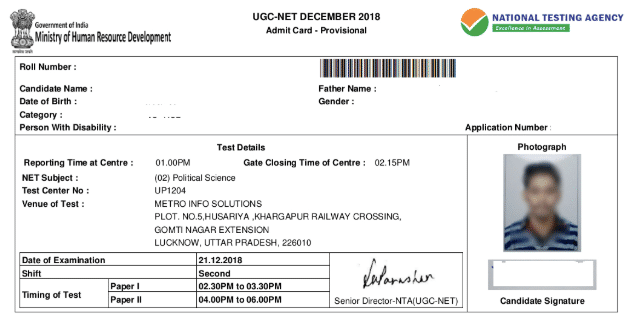 Government of India
Ministry of Human Resource Development
UGC-NET DECEMBER 2018
Admit Card - Provisional
NATIONAL TESTING AGENCY
Excellence in Assessment
Roll Number :
Candidate Name :
Father Name :
Date of Birth :
Gender :
Category :
Person With Disability :
Application Number :
Test Details
Reporting Time at Centre : 01.00PM Gate Closing Time of Centre : 02.15PM
NET Subject : (02) Political Science
Test Center No : UP1204
Venue of Test : METRO INFO SOLUTIONS
PLOT. NO.5,HUSARIYA ,KHARGAPUR RAILWAY CROSSING,
GOMTI NAGAR EXTENSION
LUCKNOW, UTTAR PRADESH, 226010
Date of Examination 21.12.2018
Shift Second
Timing of Test
Paper I 02.30PM to 03.30PM
Paper II 04.00PM to 06.00PM
Senior Director-NTA(UGC-NET)
Photograph
Candidate Signature